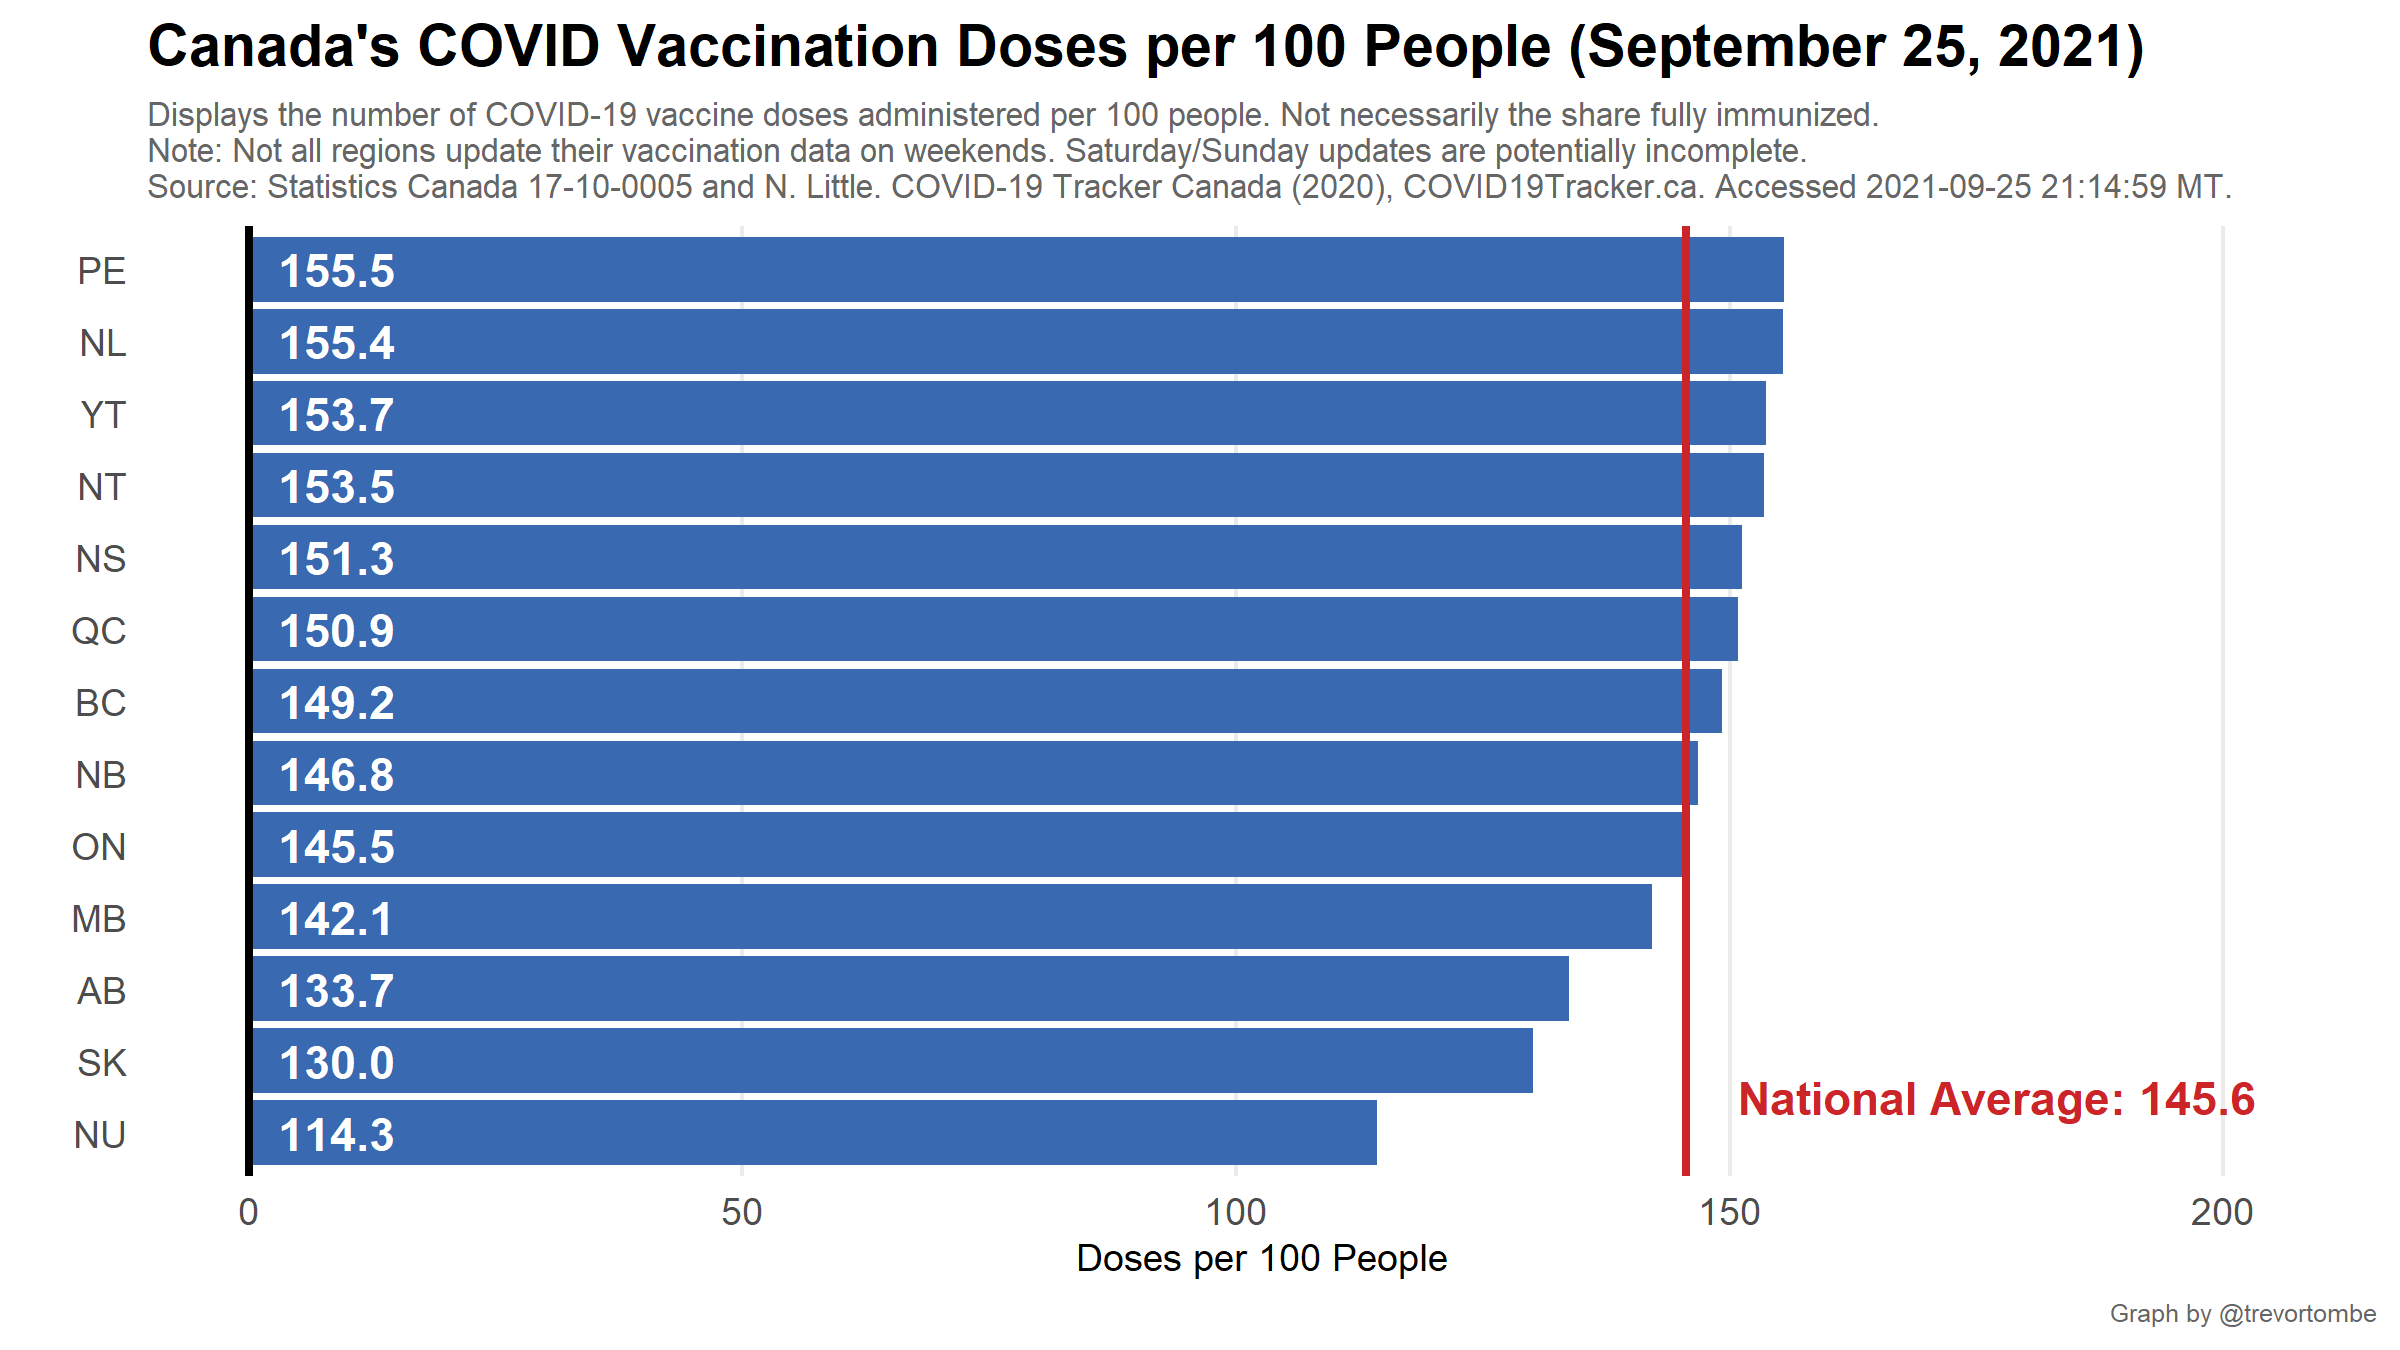 Canada's COVID Vaccination Doses per 100 People (September 25, 2021)
Displays the number of COVID-19 vaccine doses administered per 100 people. Not necessarily the share fully immunized.
Note: Not all regions update their vaccination data on weekends. Saturday/Sunday updates are potentially incomplete.
Source: Statistics Canada 17-10-0005 and N. Little. COVID-19 Tracker Canada (2020), COVID19Tracker.ca. Accessed 2021-09-25 21:14:59 MT.
PE 155.5
NL 155.4
YT 153.7
NT 153.5
NS 151.3
QC 150.9
BC 149.2
NB 146.8
ON 145.5
MB 142.1
AB 133.7
SK 130.0
National Average: 145.6
NU 114.3
0 50 100 150 200
Doses per 100 People
Graph by @trevortombe